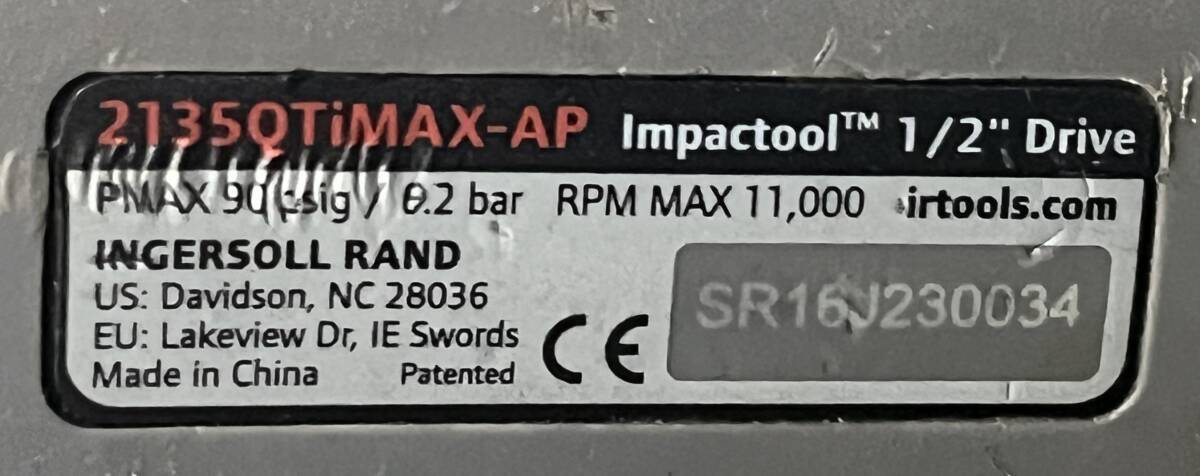 2135QTiMAX-AP Impactool™ 1/2" Drive
PMAX 90 psig / 6.2 bar RPM MAX 11,000 irtools.com
INGERSOLL RAND
US: Davidson, NC 28036
EU: Lakeview Dr, IE Swords
Made in China Patented
CE
SR16J230034